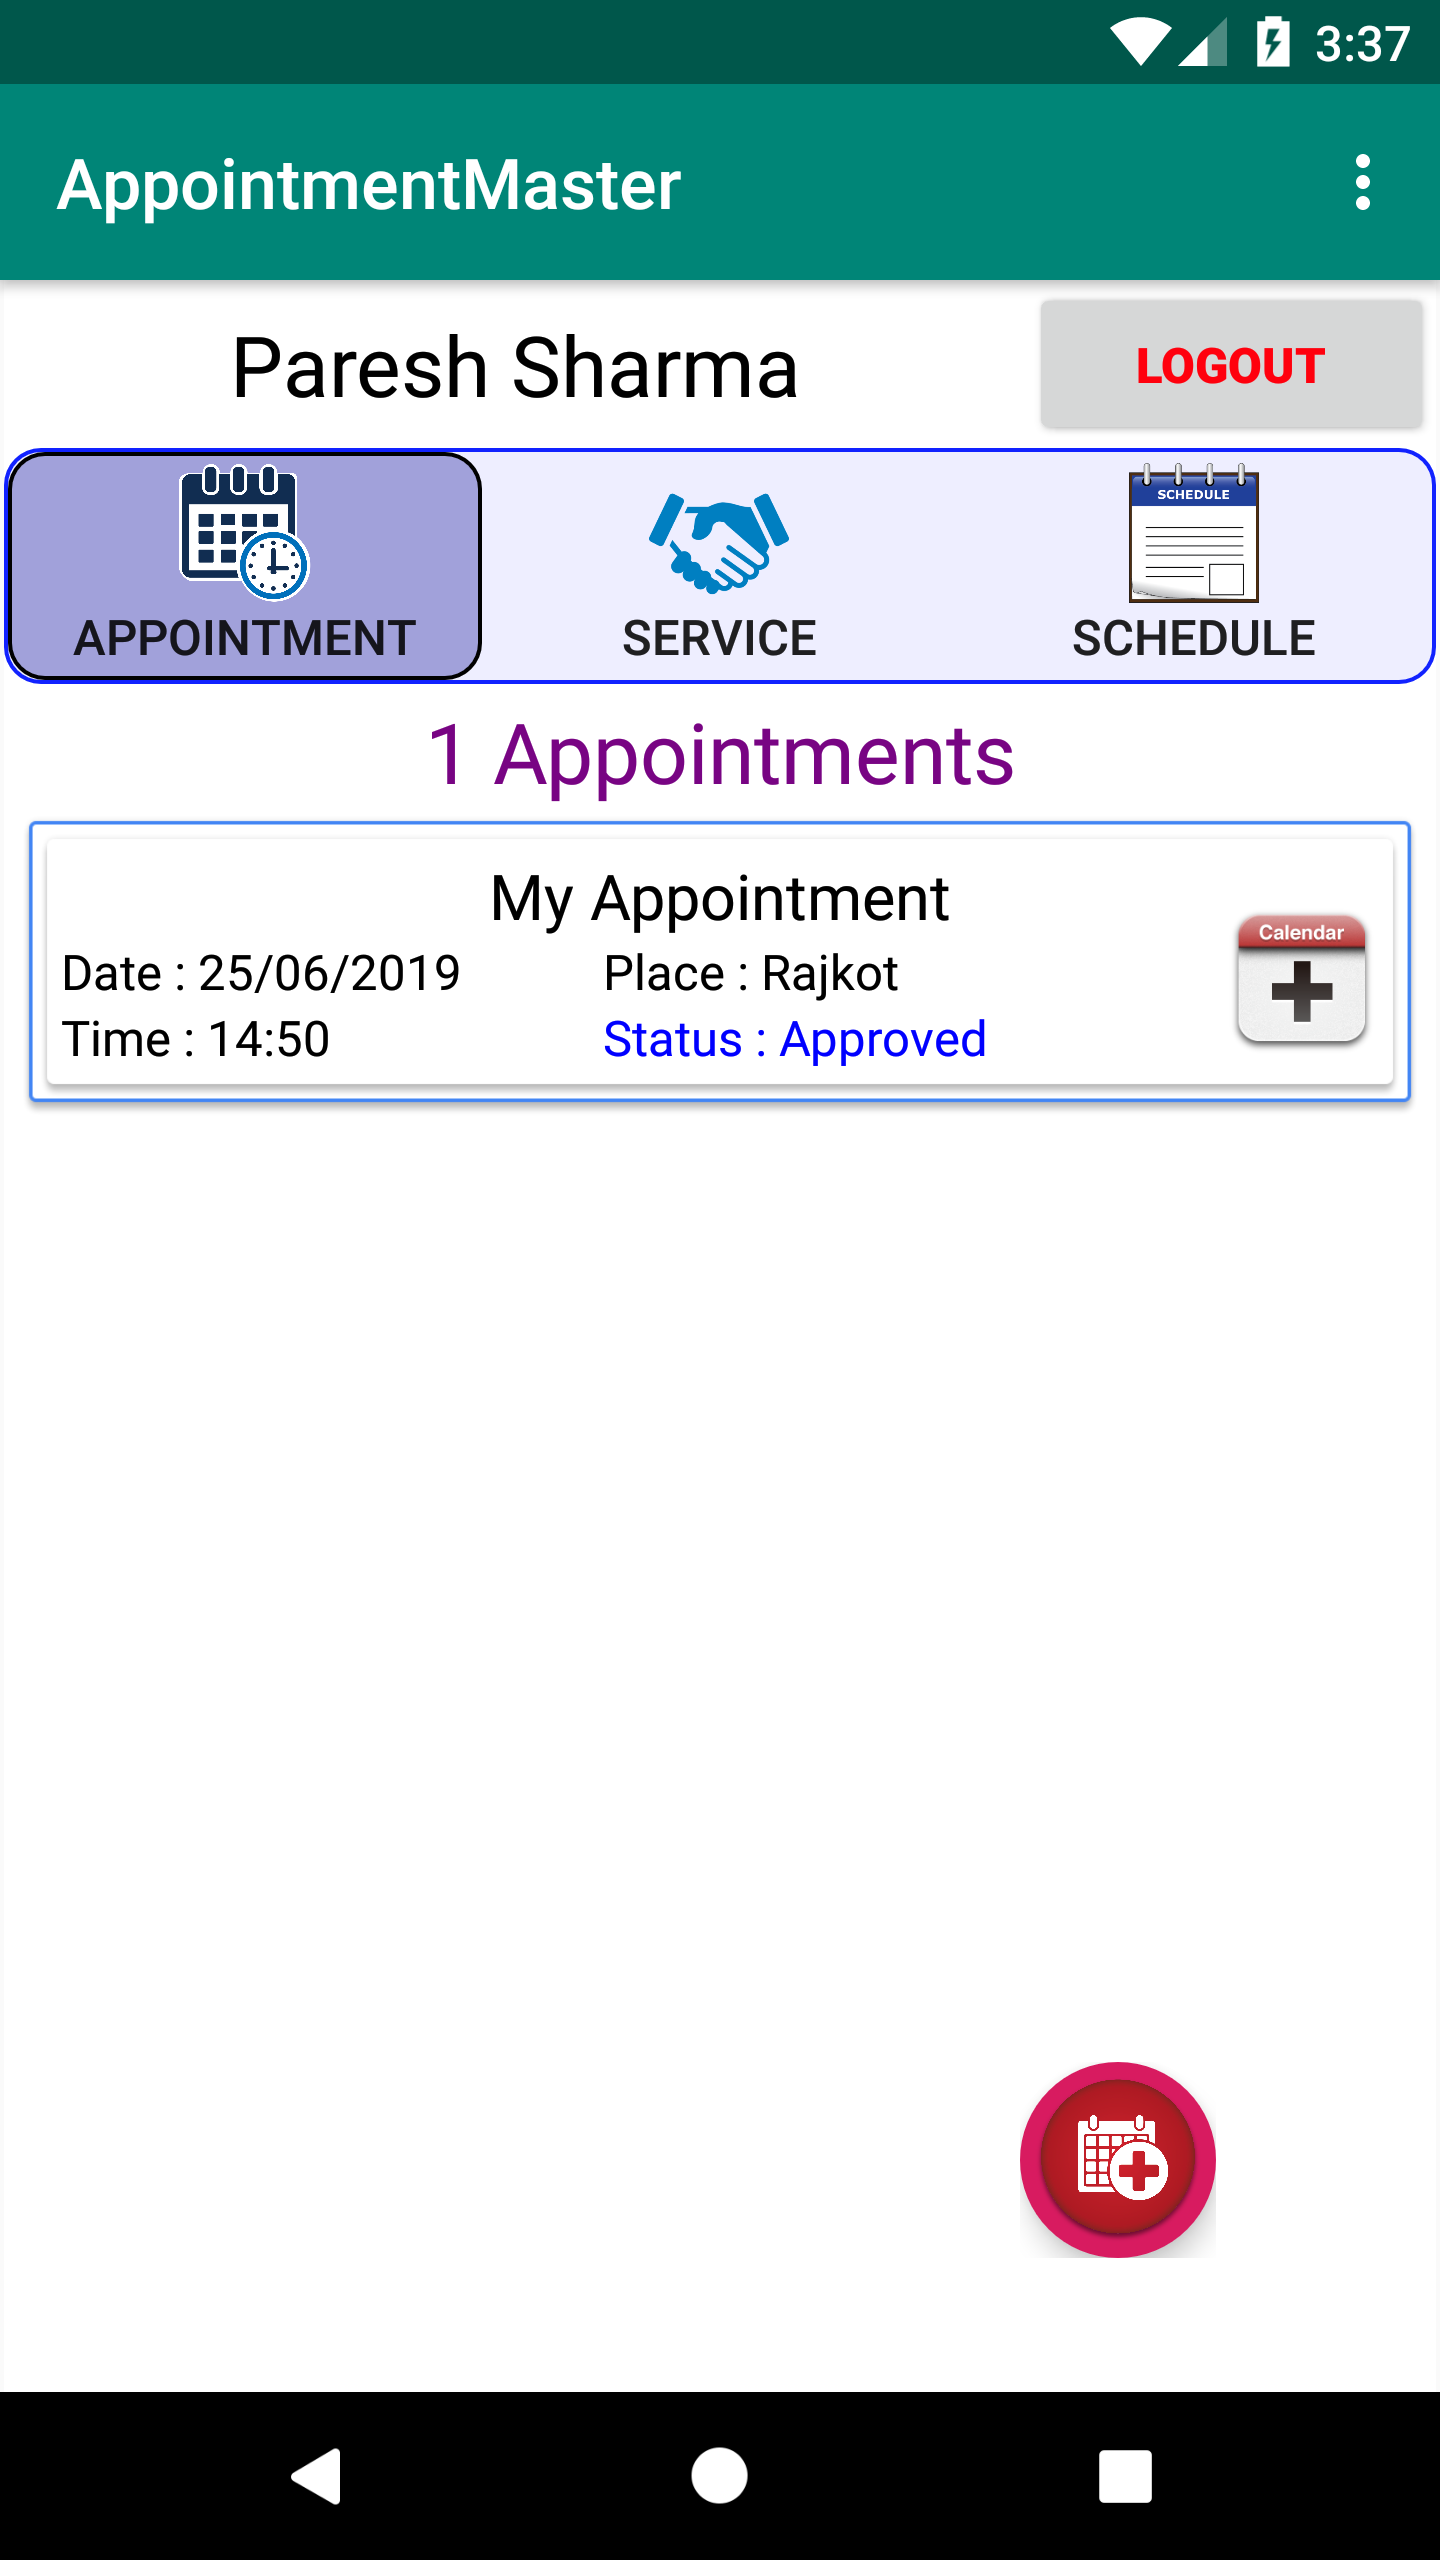 3:37
AppointmentMaster
Paresh Sharma
LOGOUT
SCHEDULE
APPOINTMENT
SERVICE
SCHEDULE
1 Appointments
My Appointment
Calendar
Date : 25/06/2019
Place : Rajkot
Time : 14:50
Status : Approved